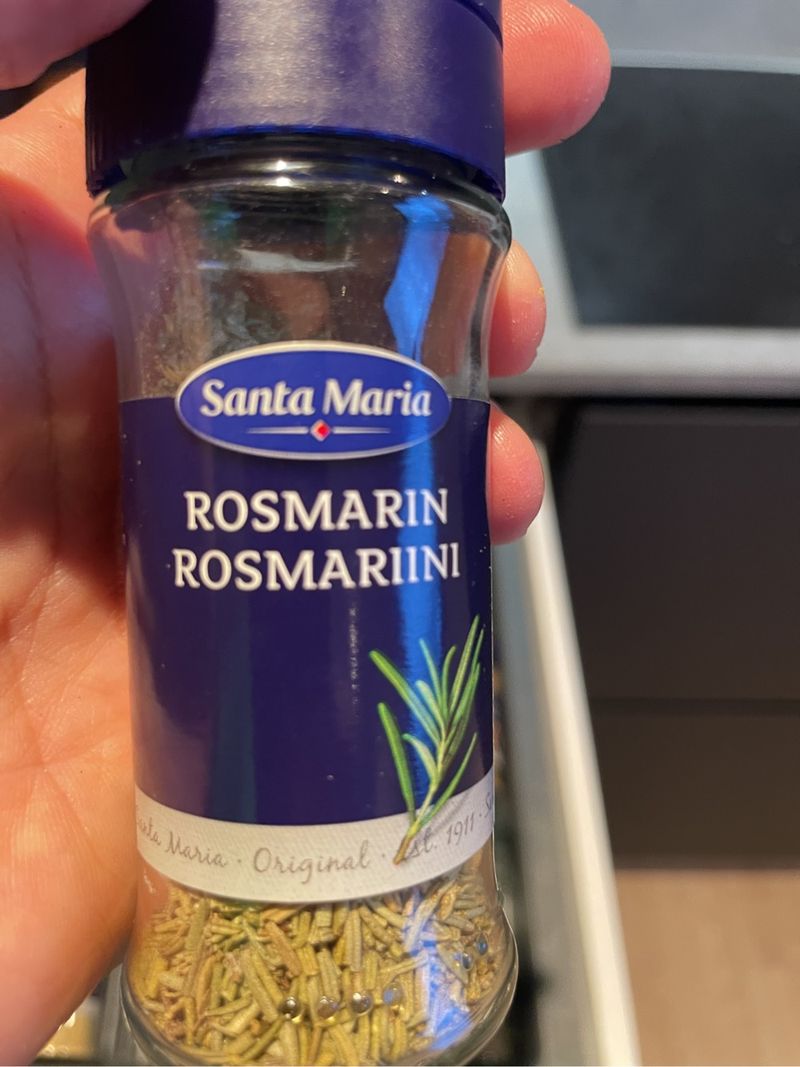 Santa Maria
ROSMARIN
ROSMARIINI
Santa Maria · Original · Est. 1911 ·